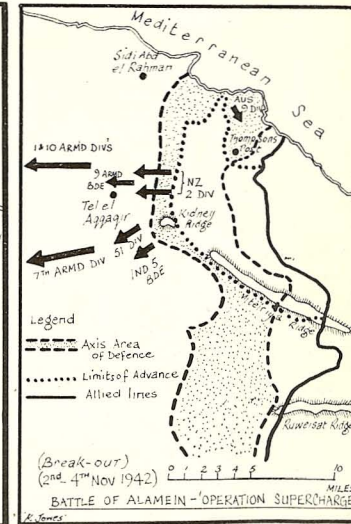 Mediterranean Sea
Sidi Aba
el Rahman
Aus
9 Div
Thompsons
Post
1&10 ARMD DIV'S
9 ARMD
BDE
NZ
2 DIV
Tel el
Aqqaqir
Kidney
Ridge
51 DIV
7TH ARMD DIV
IND 5
BDE
Miteirya Ridge
Ruweisat Ridge
Legend
Axis Area
of Defence
Limits of Advance
Allied lines
(Break-out)
(2nd - 4TH NOV 1942)
0 1 2 3 4 5 10
MILES
BATTLE OF ALAMEIN - 'OPERATION SUPERCHARGE'
R. Jones